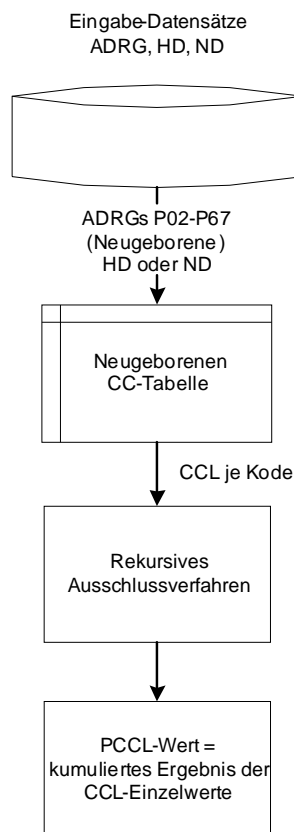 Eingabe-Datensätze
ADRG, HD, ND
ADRGs P02-P67
(Neugeborene)
HD oder ND
Neugeborenen
CC-Tabelle
CCL je Kode
Rekursives
Ausschlussverfahren
PCCL-Wert =
kumuliertes Ergebnis der
CCL-Einzelwerte